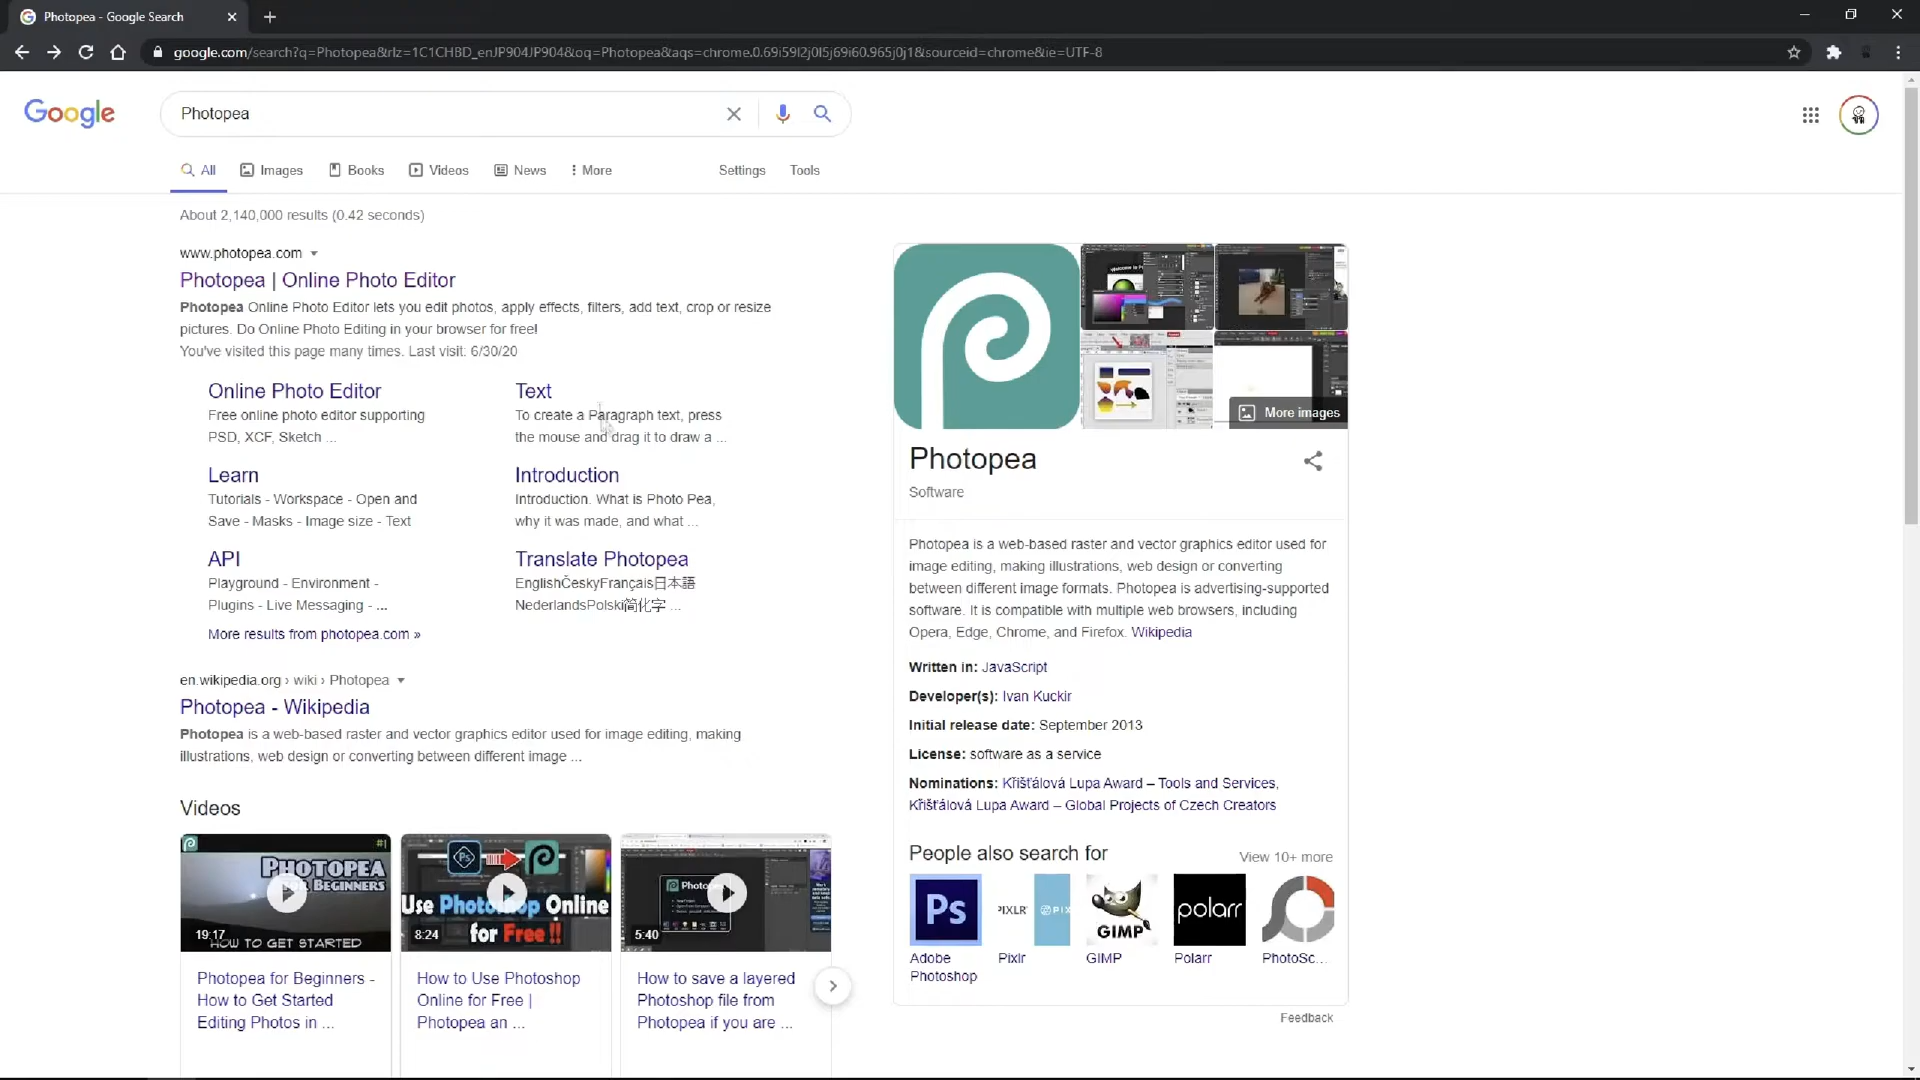 Photopea - Google Search
google.com/search?q=Photopea&rlz=1C1CHBD_enJP904JP904&oq=Photopea&aqs=chrome.0.69i59l2j0l5j69i60.965j0j1&sourceid=chrome&ie=UTF-8
Google
Photopea
All
Images
Books
Videos
News
More
Settings
Tools
About 2,140,000 results (0.42 seconds)
www.photopea.com
Photopea | Online Photo Editor
Photopea Online Photo Editor lets you edit photos, apply effects, filters, add text, crop or resize
pictures. Do Online Photo Editing in your browser for free!
You've visited this page many times. Last visit: 6/30/20
Online Photo Editor
Free online photo editor supporting
PSD, XCF, Sketch ...
Text
To create a Paragraph text, press
the mouse and drag it to draw a ...
Learn
Tutorials - Workspace - Open and
Save - Masks - Image size - Text
Introduction
Introduction. What is Photo Pea,
why it was made, and what ...
API
Playground - Environment -
Plugins - Live Messaging - ...
Translate Photopea
EnglishČeskyFrançais日本語
NederlandsPolski简化字 ...
More results from photopea.com »
en.wikipedia.org › wiki › Photopea
Photopea - Wikipedia
Photopea is a web-based raster and vector graphics editor used for image editing, making
illustrations, web design or converting between different image ...
Videos
#1
PHOTOPEA
FOR BEGINNERS
19:17
HOW TO GET STARTED
Photopea for Beginners -
How to Get Started
Editing Photos in ...
Ps
Use Photoshop Online
for Free !!
8:24
How to Use Photoshop
Online for Free |
Photopea an ...
5:40
How to save a layered
Photoshop file from
Photopea if you are ...
More images
Photopea
Software
Photopea is a web-based raster and vector graphics editor used for
image editing, making illustrations, web design or converting
between different image formats. Photopea is advertising-supported
software. It is compatible with multiple web browsers, including
Opera, Edge, Chrome, and Firefox. Wikipedia
Written in: JavaScript
Developer(s): Ivan Kuckir
Initial release date: September 2013
License: software as a service
Nominations: Křišťálová Lupa Award – Tools and Services,
Křišťálová Lupa Award – Global Projects of Czech Creators
People also search for
View 10+ more
Ps
PIXLR
PIX
GIMP
polarr
Adobe
Photoshop
Pixlr
GIMP
Polarr
PhotoSc...
Feedback